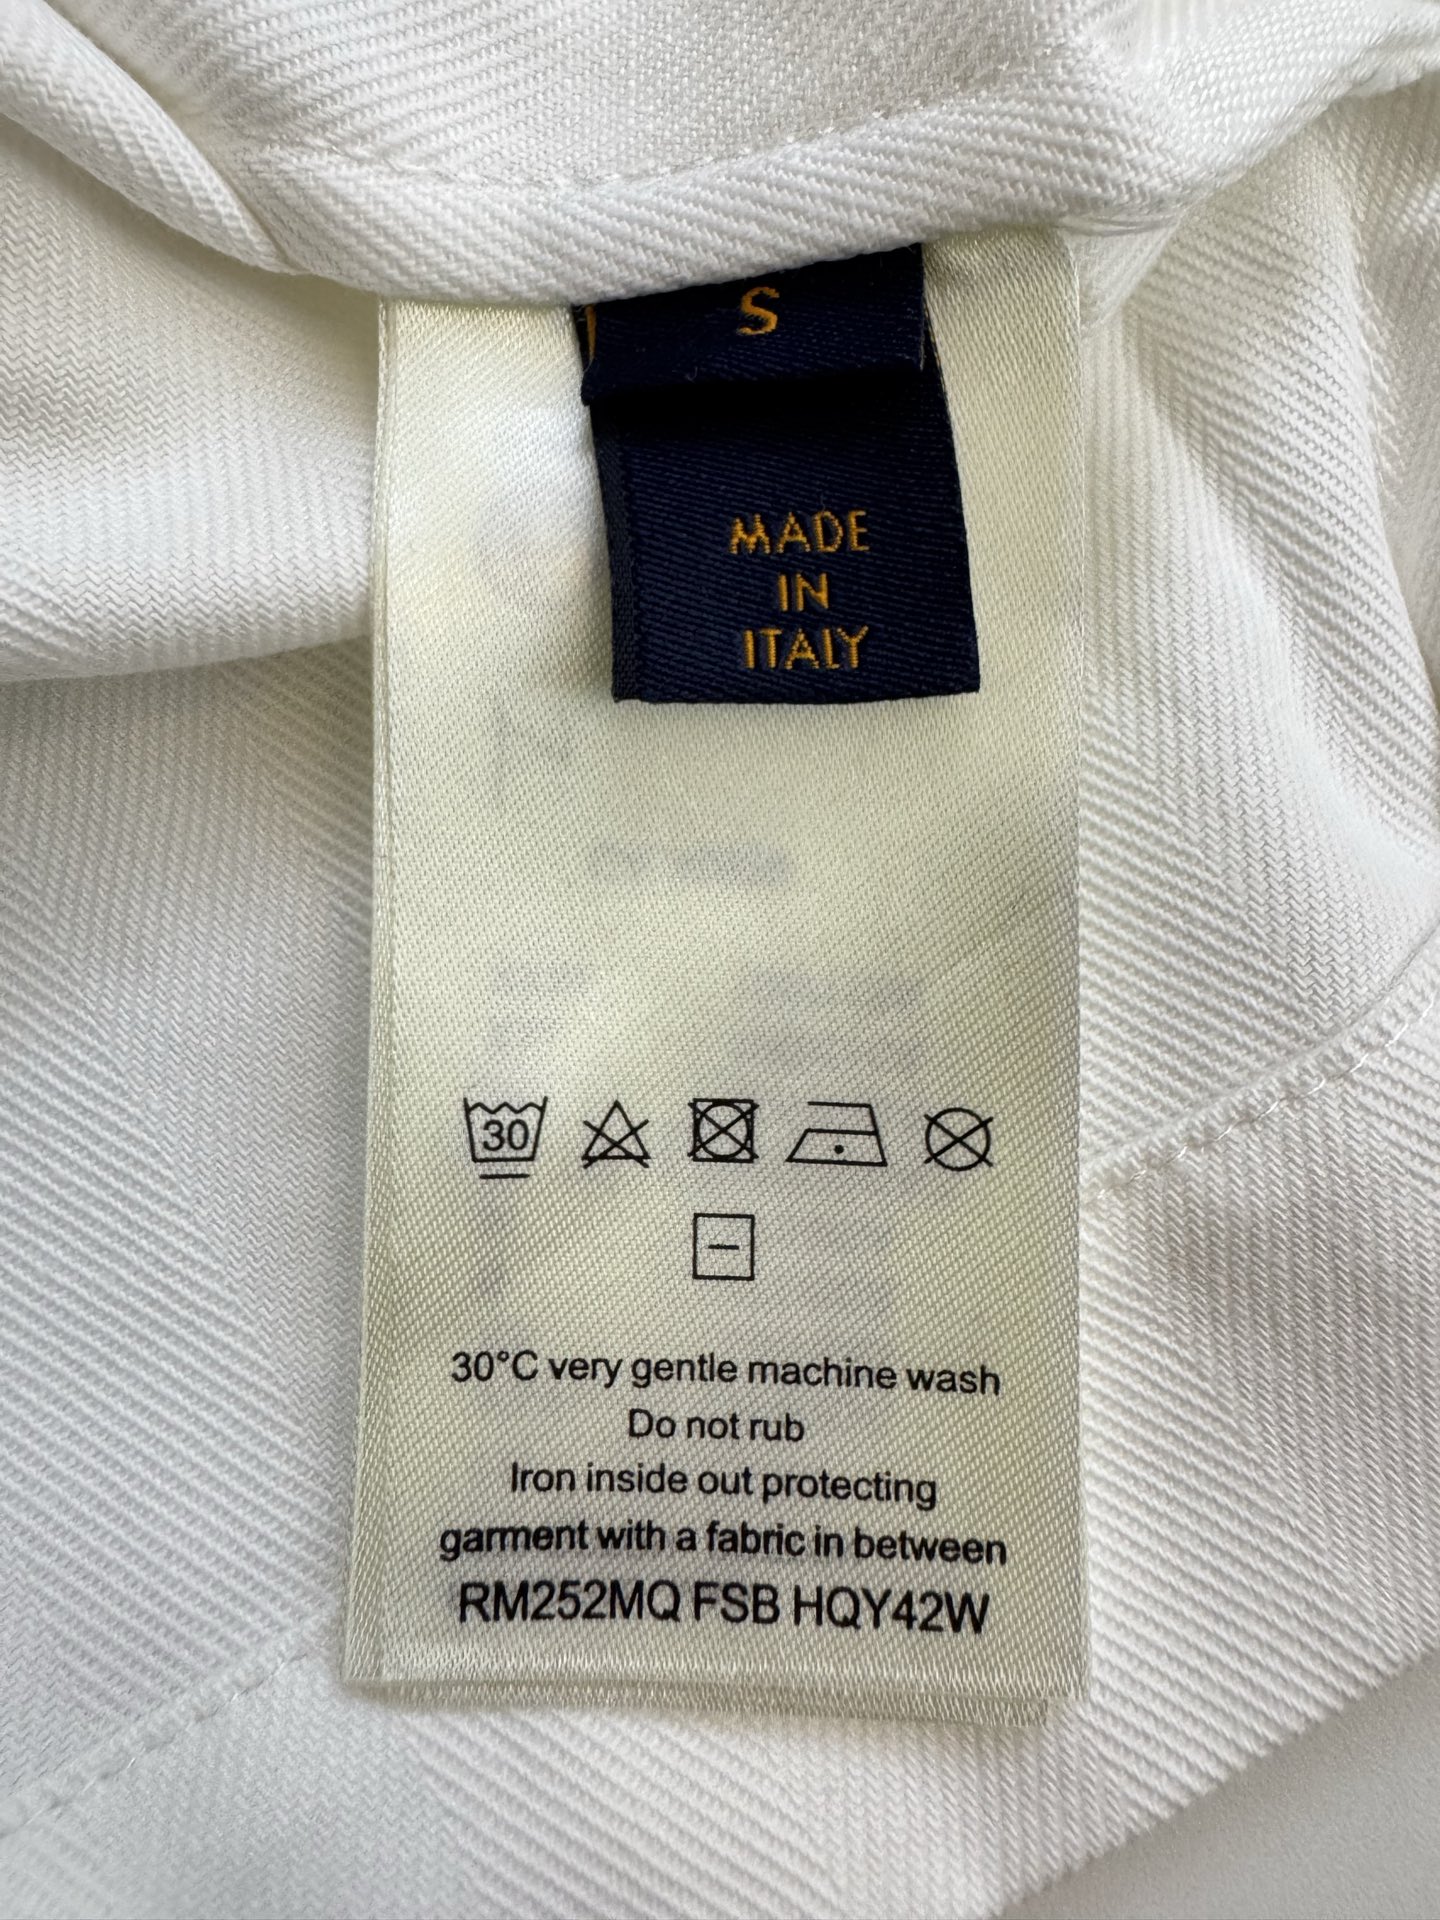 S
MADE
IN
ITALY
30
30°C very gentle machine wash
Do not rub
Iron inside out protecting
garment with a fabric in between
RM252MQ FSB HQY42W